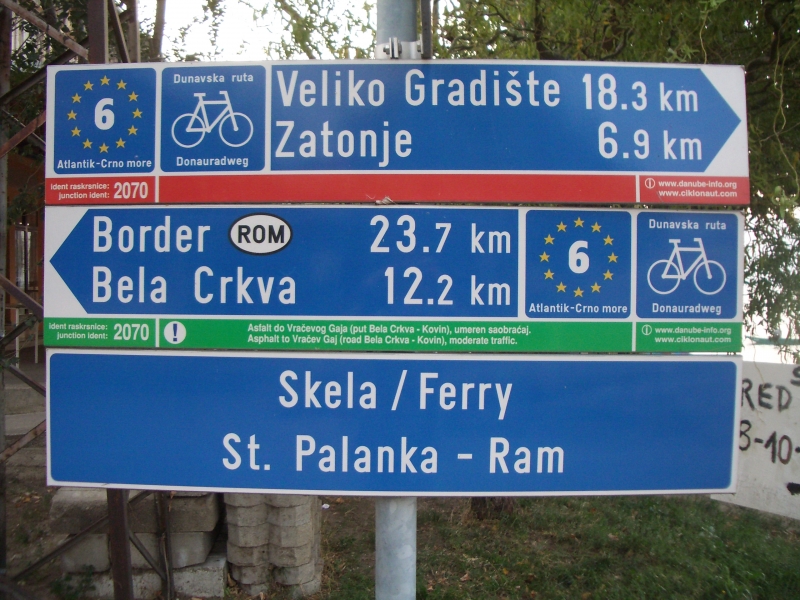 6
Atlantik-Crno more
Dunavska ruta
Donauradweg
Veliko Gradište 18.3 km
Zatonje 6.9 km
ident raskrsnice: 2070
junction ident:
www.danube-info.org
www.ciklonaut.com
Border ROM 23.7 km
Bela Crkva 12.2 km
6
Atlantik-Crno more
Dunavska ruta
Donauradweg
ident raskrsnice: 2070
junction ident:
!
Asfalt do Vračevog Gaja (put Bela Crkva - Kovin), umeren saobraćaj.
Asphalt to Vračev Gaj (road Bela Crkva - Kovin), moderate traffic.
www.danube-info.org
www.ciklonaut.com
Skela / Ferry
St. Palanka - Ram
RED